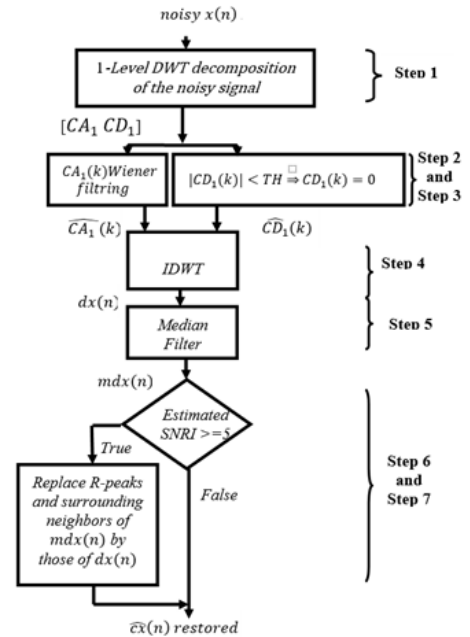 noisy x(n)
1-Level DWT decomposition
of the noisy signal
Step 1
[CA₁ CD₁]
CA₁(k)Wiener
filtring
|CD₁(k)| < TH ⇒ CD₁(k) = 0
Step 2
and
Step 3
\widehat{CA₁}(k)
\widehat{CD₁}(k)
IDWT
Step 4
dx(n)
Median
Filter
Step 5
mdx(n)
Estimated
SNRI >=5
True
False
Replace R-peaks
and surrounding
neighbors of
mdx(n) by
those of dx(n)
Step 6
and
Step 7
\widehat{cx}(n) restored